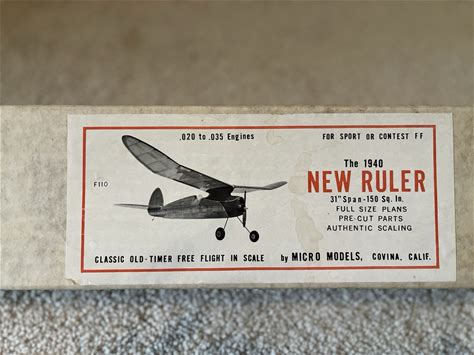 .020 to .035 Engines
FOR SPORT OR CONTEST FF
The 1940
NEW RULER
F110
31" Span-150 Sq. In.
FULL SIZE PLANS
PRE-CUT PARTS
AUTHENTIC SCALING
CLASSIC OLD-TIMER FREE FLIGHT IN SCALE
by MICRO MODELS, COVINA, CALIF.